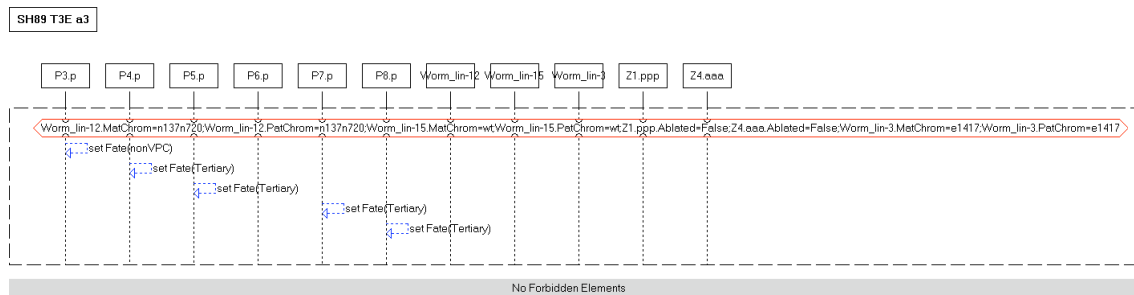 SH89 T3E a3
P3.p P4.p P5.p P6.p P7.p P8.p Worm_lin-12 Worm_lin-15 Worm_lin-3 Z1.ppp Z4.aaa
Worm_lin-12.MatChrom=n137n720;Worm_lin-12.PatChrom=n137n720;Worm_lin-15.MatChrom=wt;Worm_lin-15.PatChrom=wt;Z1.ppp.Ablated=False;Z4.aaa.Ablated=False;Worm_lin-3.MatChrom=e1417;Worm_lin-3.PatChrom=e1417
set Fate(nonVPC)
set Fate(Tertiary)
set Fate(Tertiary)
set Fate(Tertiary)
set Fate(Tertiary)
No Forbidden Elements